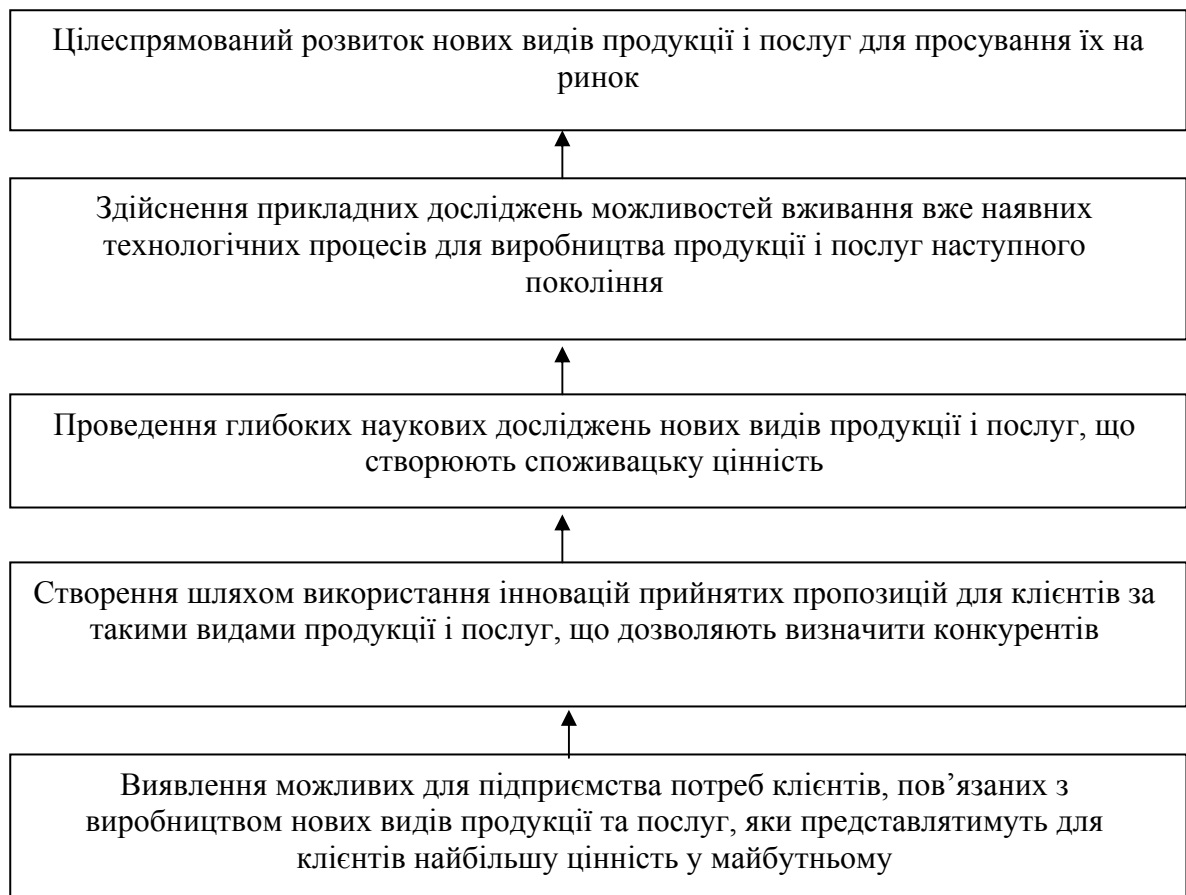 Цілеспрямований розвиток нових видів продукції і послуг для просування їх на
ринок
Здійснення прикладних досліджень можливостей вживання вже наявних
технологічних процесів для виробництва продукції і послуг наступного
покоління
Проведення глибоких наукових досліджень нових видів продукції і послуг, що
створюють споживацьку цінність
Створення шляхом використання інновацій прийнятих пропозицій для клієнтів за
такими видами продукції і послуг, що дозволяють визначити конкурентів
Виявлення можливих для підприємства потреб клієнтів, пов’язаних з
виробництвом нових видів продукції та послуг, яки представлятимуть для
клієнтів найбільшу цінність у майбутньому